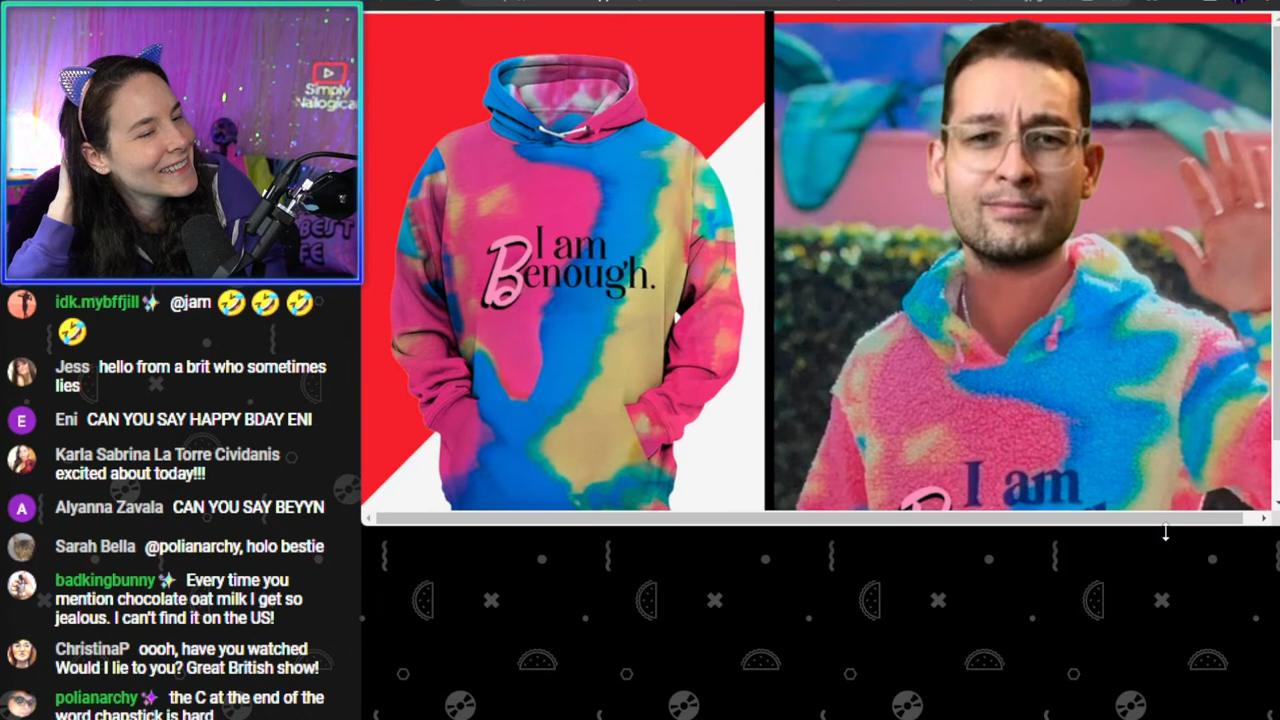 Simply
Nailogical
BEST
FE
I am
B enough.
I am
idk.mybffjill @jam
Jess hello from a brit who sometimes
lies
E Eni CAN YOU SAY HAPPY BDAY ENI
Karla Sabrina La Torre Cividanis
excited about today!!!
A Alyanna Zavala CAN YOU SAY BEYYN
Sarah Bella @polianarchy, holo bestie
badkingbunny Every time you
mention chocolate oat milk I get so
jealous. I can't find it on the US!
ChristinaP oooh, have you watched
Would I lie to you? Great British show!
polianarchy the C at the end of the
word chapstick is hard